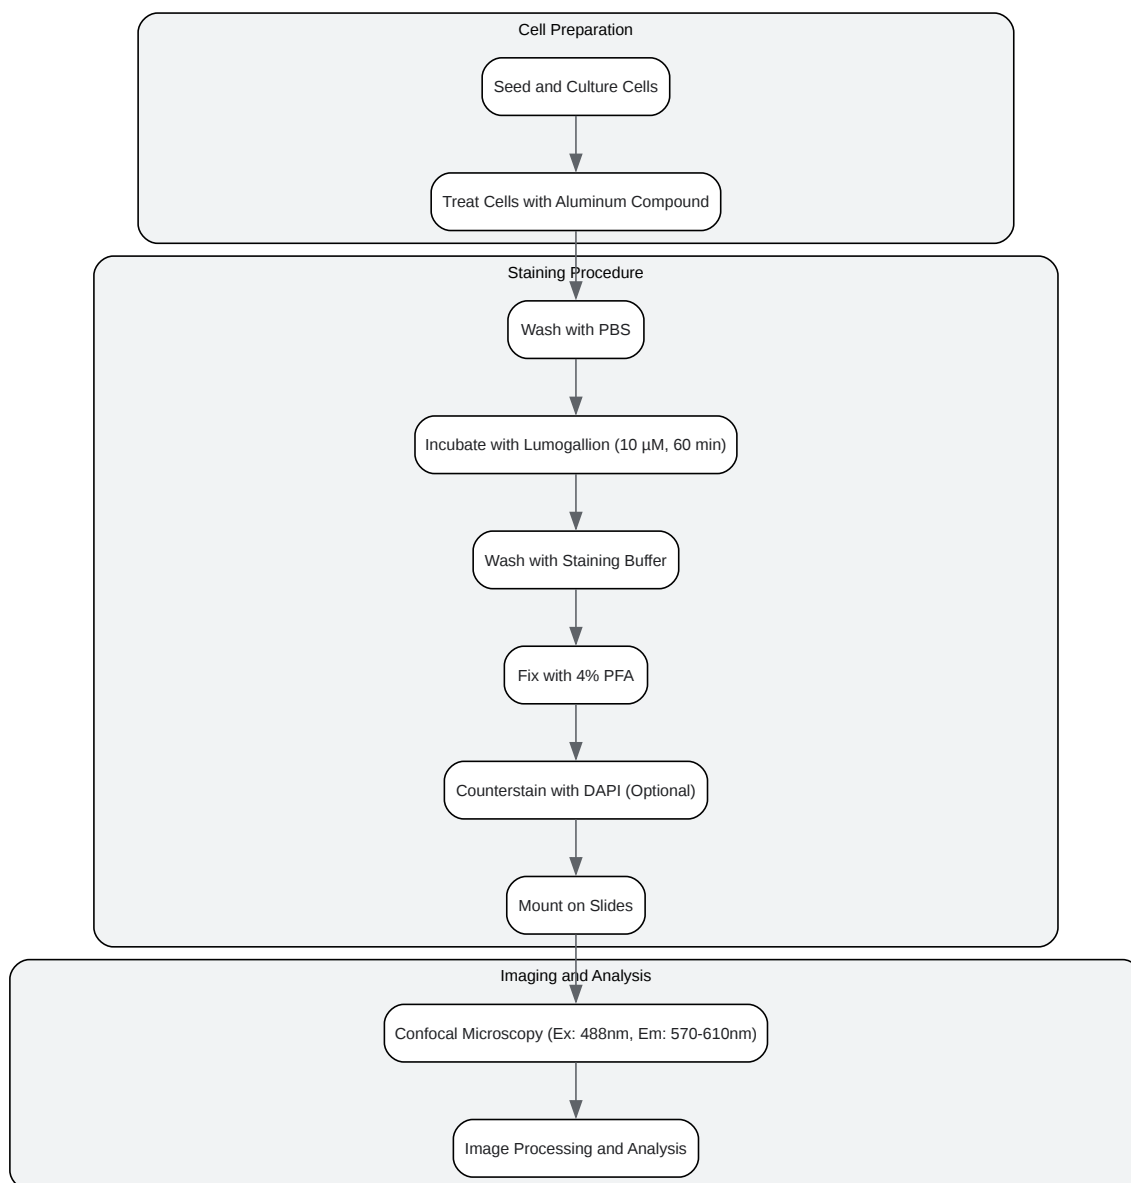 Cell Preparation
Seed and Culture Cells
Treat Cells with Aluminum Compound
Staining Procedure
Wash with PBS
Incubate with Lumogallion (10 µM, 60 min)
Wash with Staining Buffer
Fix with 4% PFA
Counterstain with DAPI (Optional)
Mount on Slides
Imaging and Analysis
Confocal Microscopy (Ex: 488nm, Em: 570-610nm)
Image Processing and Analysis